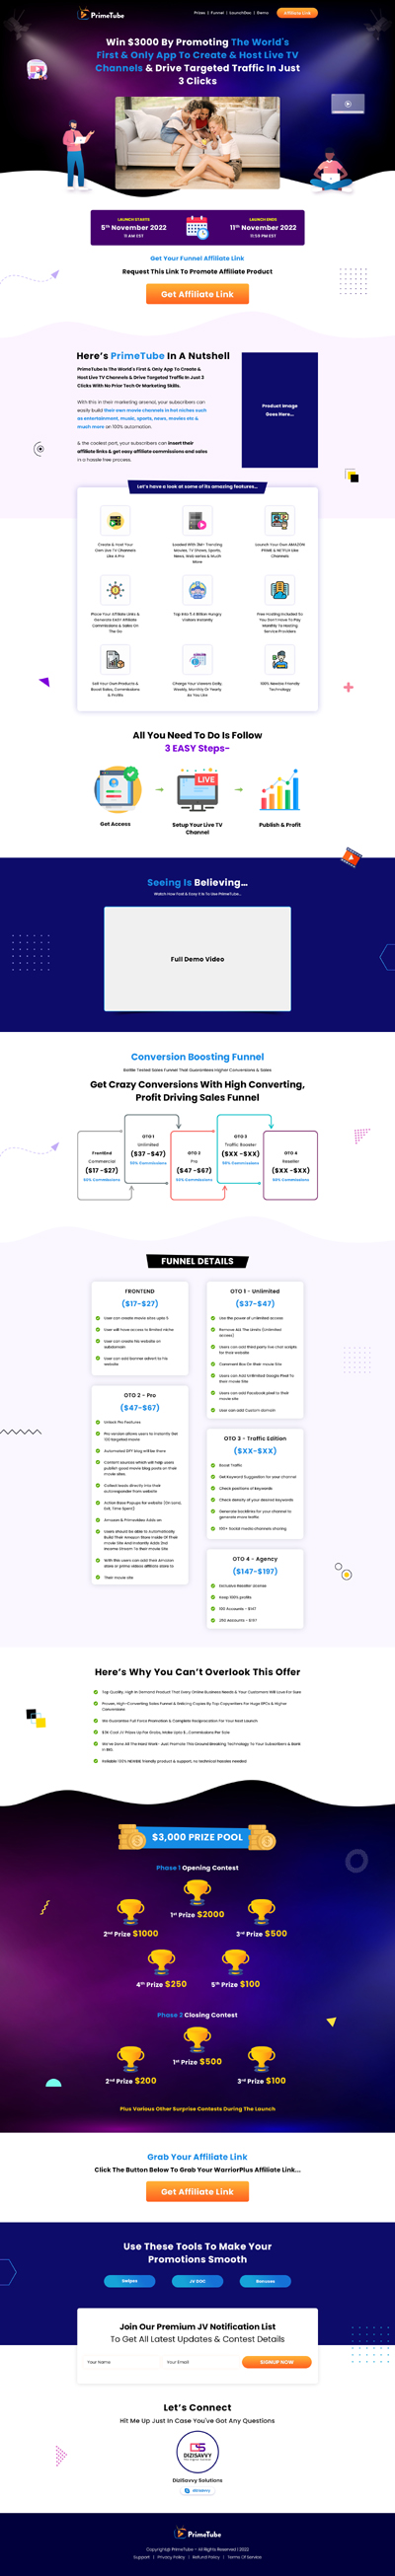 PrimeTube
Prizes | Funnel | LaunchDoc | Demo
Affiliate Link
Win $3000 By Promoting The World's
First & Only App To Create & Host Live TV
Channels & Drive Targeted Traffic In Just
3 Clicks
LAUNCH STARTS
5th November 2022
11 AM EST
LAUNCH ENDS
11th November 2022
11:59 PM EST
Get Your Funnel Affiliate Link
Request This Link To Promote Affiliate Product
Get Affiliate Link
Here's PrimeTube In A Nutshell
PrimeTube Is The World's First & Only App To Create &
Host Live TV Channels & Drive Targeted Traffic In Just 3
Clicks With No Prior Tech Or Marketing Skills.
With this in their marketing arsenal, your subscribers can
easily build their own movie channels in hot niches such
as entertainment, music, sports, news, movies etc &
much more on 100% automation.
& the coolest part, your subscribers can insert their
affiliate links & get social affiliate commissions and sales
in a hassle free process.
Product Image
Goes Here...
Let's have a look at some of its amazing features...
Create & Host Your
Own Live TV Channels
Like A Pro
Loaded With 3M+ Trending
Movies, TV Shows, Sports,
News, Web series & Much
More
Launch Your Own AMAZON
PRIME & NETFLIX Like
Channels
Place Your Affiliate Links &
Generate EASY Affiliate
Commissions & Sales On
The Go
Tap Into 11.5 Billion Hungry
Visitors Instantly
Free Hosting Included So
You Don't Have To Pay
Monthly To Hosting
Service Providers
Sell Your Own Products &
Boost Sales, Commissions
& Profits
Charge Your Viewers Daily,
Weekly, Monthly Or Yearly
As You Like
100% Newbie Friendly
Technology
All You Need To Do Is Follow
3 EASY Steps-
LIVE
Get Access
Setup Your Live TV
Channel
Publish & Profit
Seeing Is Believing...
Watch How Fast & Easy It Is To Use PrimeTube...
Full Demo Video
Conversion Boosting Funnel
Battle Tested Sales Funnel That Guarantees Higher Conversions & Sales
Get Crazy Conversions With High Converting,
Profit Driving Sales Funnel
FrontEnd
Commercial
($17 -$27)
50% Commissions
OTO 1
Unlimited
($37 -$47)
50% Commissions
OTO 2
Pro
($47 -$67)
50% Commissions
OTO 3
Traffic Booster
($XX -$XX)
50% Commissions
OTO 4
Reseller
($XX -$XX)
50% Commissions
FUNNEL DETAILS
FRONTEND
($17-$27)
User can create movie sites upto 5
User will have access to limited niche
User can create his website on
subdomain
User can add banner advert to his
website
OTO 1 - Unlimited
($37-$47)
Use the power of unlimited access
Remove ALL The Limits (Unlimited
access)
Users can add third party live chat scripts
for their website
Comment Box On their movie Site
Users Can Add Unlimited Google Pixel To
their movie Site
Users can add Facebook pixel to their
movie site
User can add Custom domain
OTO 2 - Pro
($47-$67)
Unlock Pro Features
Pro version allows users to instantly Get
100 targeted movie
Automated DFY blog will be there
Content sources which will help users
publish good movie blog posts on their
movie sites.
Collect leads directly into their
autoresponder from website
Action Base Popups for website (On Load,
Exit, Time Spent)
Amazon & Primevideo Adds on
Users should be able to Automatically
Build Their Amazon Store Inside Of Their
movie Site And Instantly Adds 2nd
Income Stream To their movie Site
With this users can add there Amazon
store or prime videos affiliate store to
Their movie site
OTO 3 - Traffic Edition
($XX-$XX)
Boost Traffic
Get Keyword Suggestion for your channel
Check positions of keywords
Check density of your desired keywords
Generate backlinks for your channel to
generate more traffic
100+ Social media channels sharing
OTO 4 - Agency
($147-$197)
Exclusive Reseller license
Keep 100% profits
100 Accounts - $147
250 Accounts - $197
Here's Why You Can't Overlook This Offer
Top Quality, High In Demand Product That Every Online Business Needs & Your Customers Will Love For Sure
Proven, High-Converting Sales Funnel & Enticing Copies By Top Copywriters For Huge EPCs & Higher
Conversions
We Guarantee Full Force Promotion & Complete Reciprocation For Your Next Launch
We've Done All The Hard Work- Just Promote This Ground Breaking Technology To Your Subscribers & Bank
In BIG
Reliable 100% NEWBIE friendly product & support, no technical hassles needed
$3,000 PRIZE POOL
Phase 1 Opening Contest
1st Prize $2000
2nd Prize $1000
3rd Prize $500
4th Prize $250
5th Prize $100
Phase 2 Closing Contest
1st Prize $500
2nd Prize $200
3rd Prize $100
Plus Various Other Surprise Contests During The Launch
Grab Your Affiliate Link
Click The Button Below To Grab Your WarriorPlus Affiliate Link...
Get Affiliate Link
Use These Tools To Make Your
Promotions Smooth
Swipes
JV DOC
Bonuses
Join Our Premium JV Notification List
To Get All Latest Updates & Contest Details
Your Name
Your Email
SIGNUP NOW
Let's Connect
Hit Me Up Just In Case You've Got Any Questions
DIZISAVVY
DiziSavvy Solutions
dizisavvy
PrimeTube
Copyright@ PrimeTube - All Rights Reserved | 2022
Support | Privacy Policy | Refund Policy | Terms Of Service